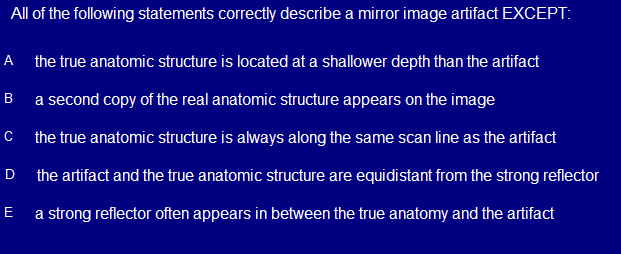 All of the following statements correctly describe a mirror image artifact EXCEPT:
A the true anatomic structure is located at a shallower depth than the artifact
B a second copy of the real anatomic structure appears on the image
C the true anatomic structure is always along the same scan line as the artifact
D the artifact and the true anatomic structure are equidistant from the strong reflector
E a strong reflector often appears in between the true anatomy and the artifact